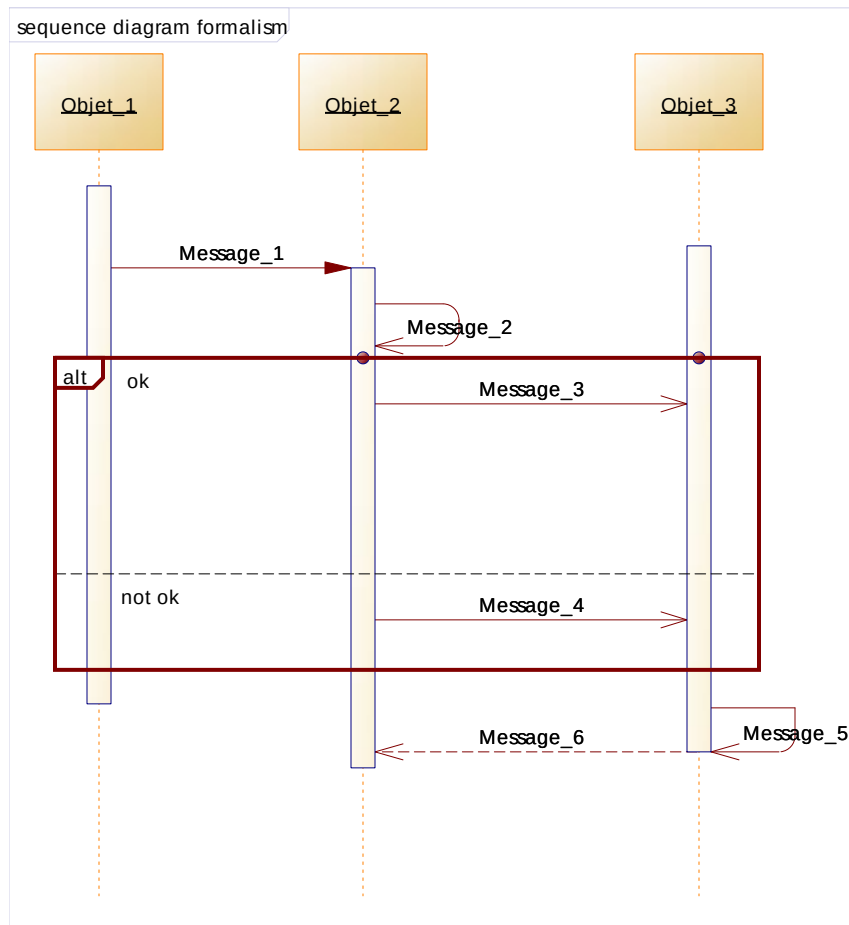 sequence diagram formalism
Objet_1
Objet_2
Objet_3
Message_1
Message_2
alt
ok
Message_3
not ok
Message_4
Message_5
Message_6